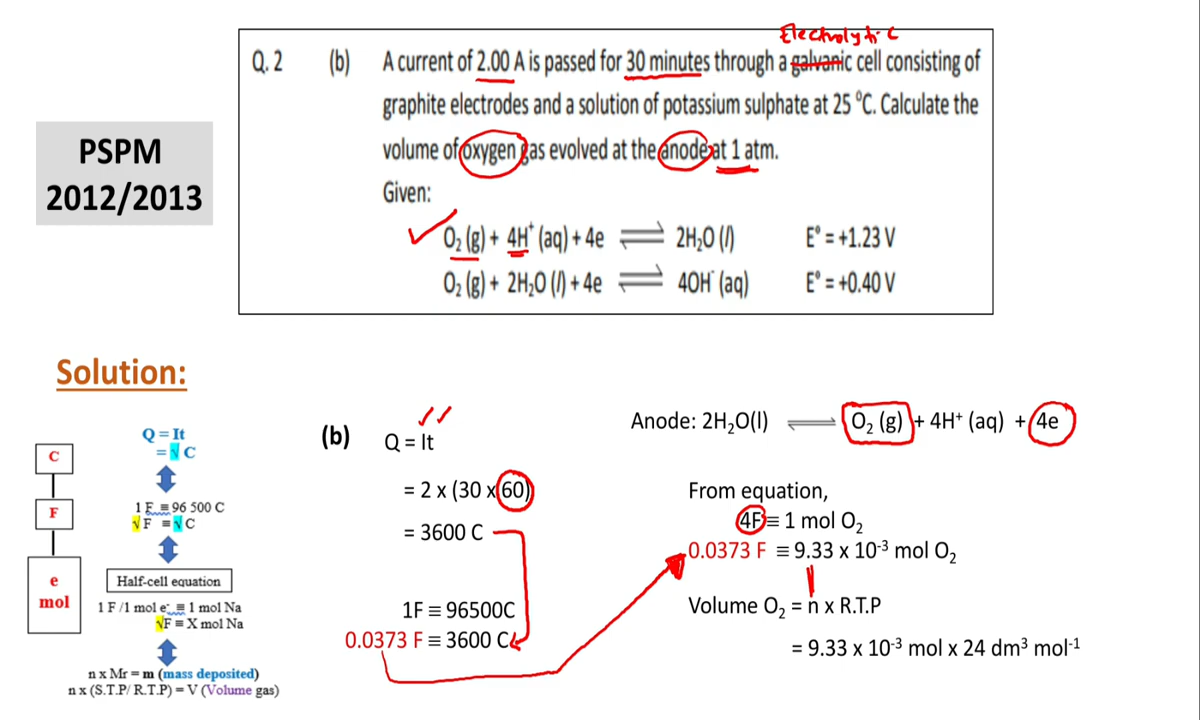 Electrolytic
Q. 2 (b) A current of 2.00 A is passed for 30 minutes through a galvanic cell consisting of
graphite electrodes and a solution of potassium sulphate at 25 °C. Calculate the
volume of oxygen gas evolved at the anode at 1 atm.
Given:
O₂ (g) + 4H⁺ (aq) + 4e ⇌ 2H₂O (l) E° = +1.23 V
O₂ (g) + 2H₂O (l) + 4e ⇌ 4OH⁻ (aq) E° = +0.40 V
PSPM
2012/2013
Solution:
C
F
e
mol
Q = It
= √ C
1 F ≡ 96 500 C
√F ≡ √C
Half-cell equation
1 F /1 mol e⁻ ≡ 1 mol Na
√F ≡ X mol Na
n x Mr = m (mass deposited)
n x (S.T.P/ R.T.P) = V (Volume gas)
(b) Q = It
= 2 x (30 x 60)
= 3600 C
1F ≡ 96500C
0.0373 F ≡ 3600 C
Anode: 2H₂O(l) ⇌ O₂ (g) + 4H⁺ (aq) + 4e
From equation,
4F ≡ 1 mol O₂
0.0373 F ≡ 9.33 x 10⁻³ mol O₂
Volume O₂ = n x R.T.P
= 9.33 x 10⁻³ mol x 24 dm³ mol⁻¹